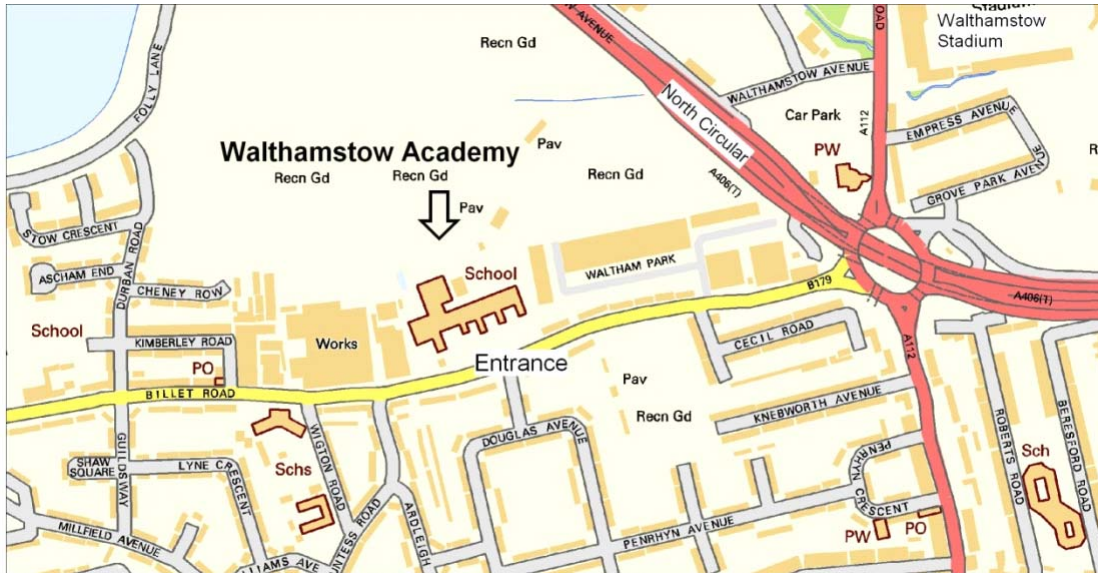 Walthamstow
Stadium
ROAD
AVENUE
Recn Gd
FOLLY LANE
WALTHAMSTOW AVENUE
North Circular
Car Park
A112
EMPRESS AVENUE
Pav
PW
Walthamstow Academy
Recn Gd
Recn Gd
Recn Gd
A406(T)
GROVE PARK AVENUE
R
Pav
STOW CRESCENT
DURBAN ROAD
ASCHAM END
CHENEY ROW
School
WALTHAM PARK
B179
A406(T)
School
KIMBERLEY ROAD
Works
CECIL ROAD
A112
Entrance
PO
BILLET ROAD
Pav
KNEBWORTH AVENUE
Recn Gd
GUILDSWAY
WIGTON ROAD
DOUGLAS AVENUE
ROBERTS ROAD
BERESFORD ROAD
SHAW
SQUARE
LYNE CRESCENT
Schs
PENRHYN CRESCENT
Sch
ARDLEIGH
MILLFIELD AVENUE
PENRHYN AVENUE
PW
PO
LLIAMS AVE
NTESS ROAD